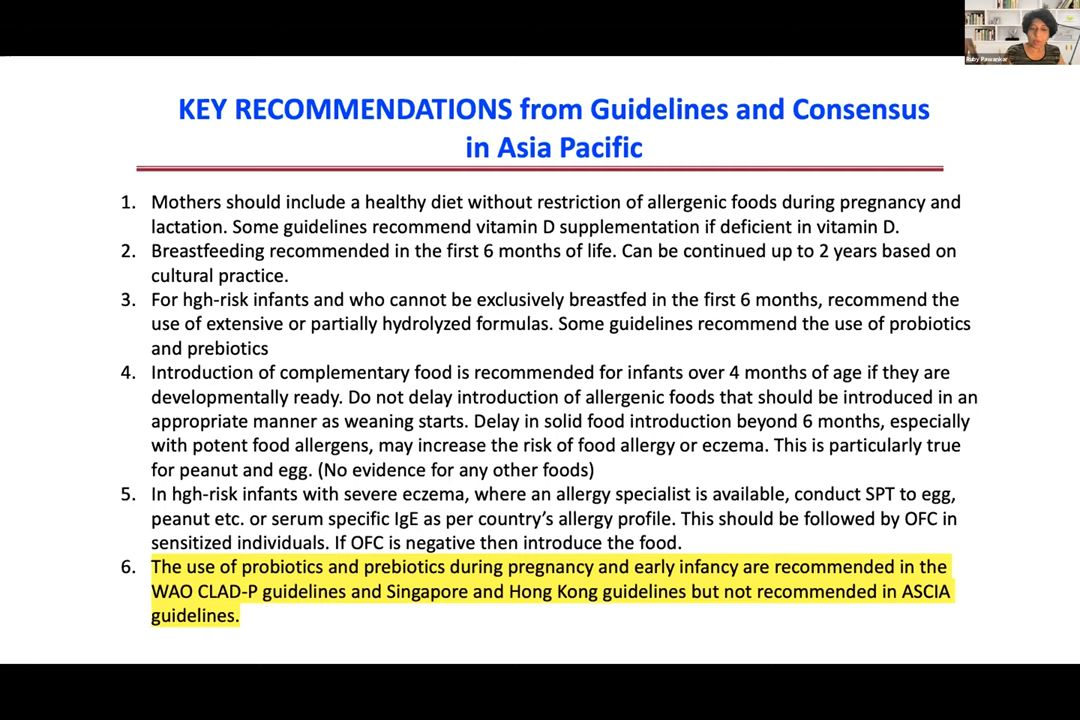 Ruby Pawankar
KEY RECOMMENDATIONS from Guidelines and Consensus
in Asia Pacific
1. Mothers should include a healthy diet without restriction of allergenic foods during pregnancy and
lactation. Some guidelines recommend vitamin D supplementation if deficient in vitamin D.
2. Breastfeeding recommended in the first 6 months of life. Can be continued up to 2 years based on
cultural practice.
3. For hgh-risk infants and who cannot be exclusively breastfed in the first 6 months, recommend the
use of extensive or partially hydrolyzed formulas. Some guidelines recommend the use of probiotics
and prebiotics
4. Introduction of complementary food is recommended for infants over 4 months of age if they are
developmentally ready. Do not delay introduction of allergenic foods that should be introduced in an
appropriate manner as weaning starts. Delay in solid food introduction beyond 6 months, especially
with potent food allergens, may increase the risk of food allergy or eczema. This is particularly true
for peanut and egg. (No evidence for any other foods)
5. In hgh-risk infants with severe eczema, where an allergy specialist is available, conduct SPT to egg,
peanut etc. or serum specific IgE as per country’s allergy profile. This should be followed by OFC in
sensitized individuals. If OFC is negative then introduce the food.
6. The use of probiotics and prebiotics during pregnancy and early infancy are recommended in the
WAO CLAD-P guidelines and Singapore and Hong Kong guidelines but not recommended in ASCIA
guidelines.